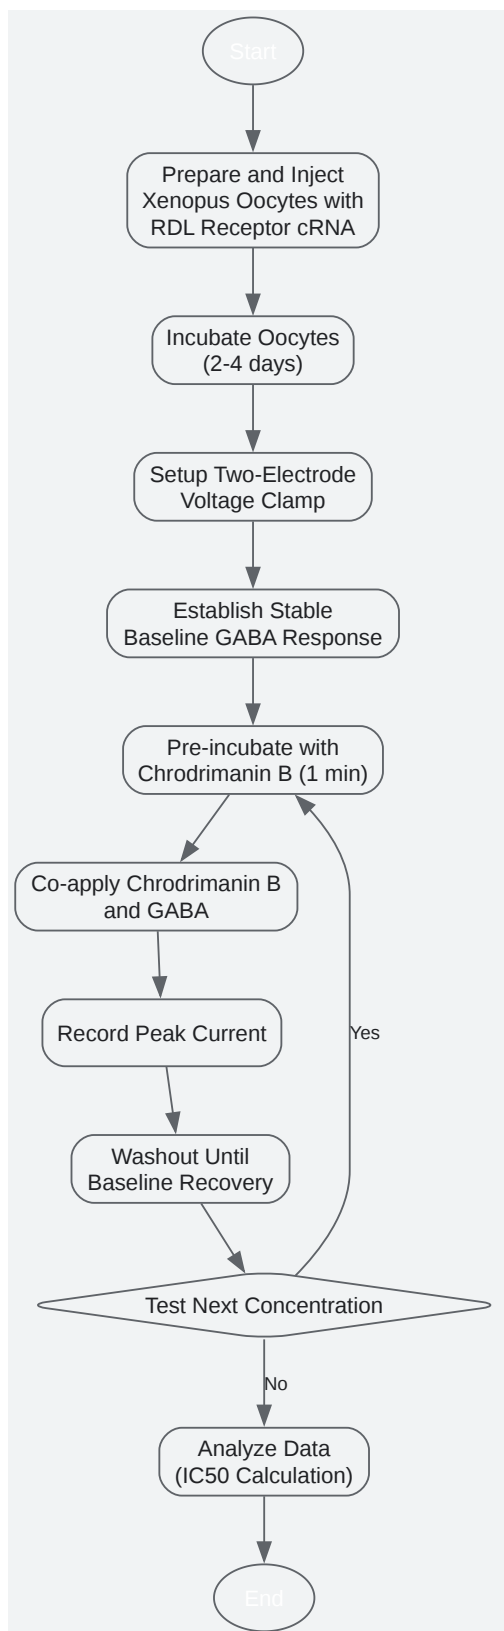 Start
Prepare and Inject
Xenopus Oocytes with
RDL Receptor cRNA
Incubate Oocytes
(2-4 days)
Setup Two-Electrode
Voltage Clamp
Establish Stable
Baseline GABA Response
Pre-incubate with
Chrodrimanin B (1 min)
Co-apply Chrodrimanin B
and GABA
Record Peak Current
Yes
Washout Until
Baseline Recovery
Test Next Concentration
No
Analyze Data
(IC50 Calculation)
End